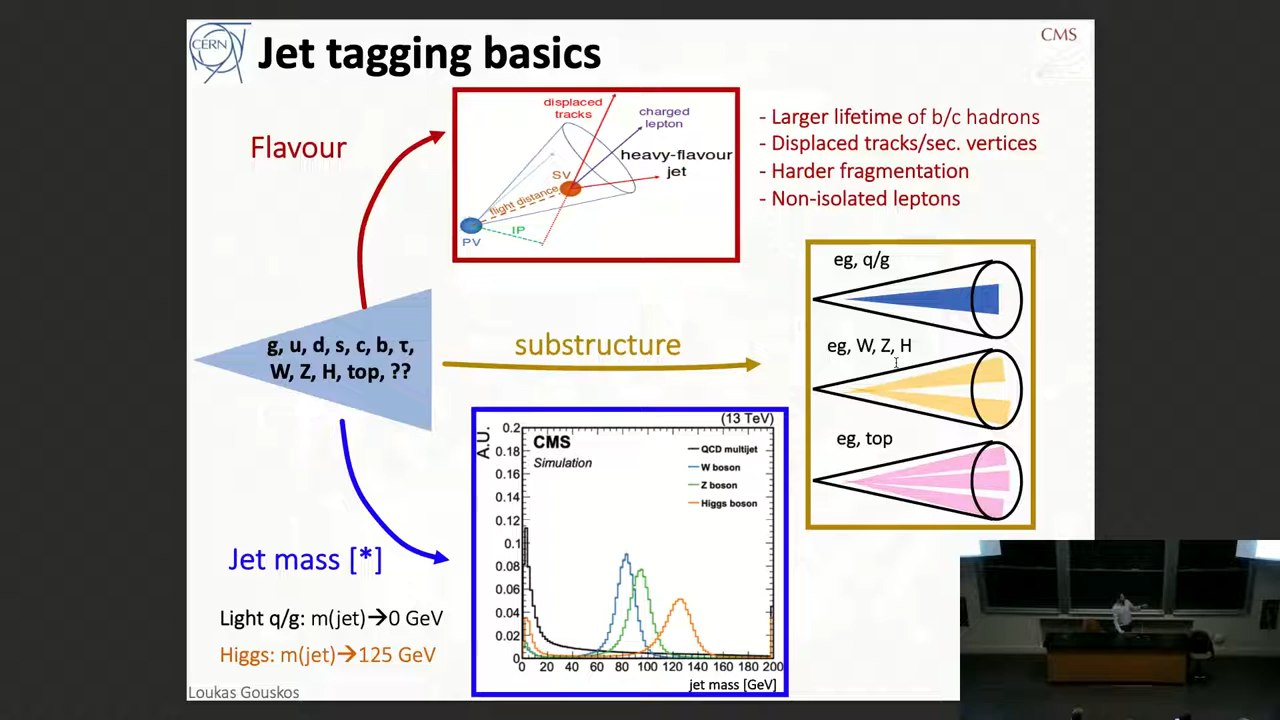 CERN
Jet tagging basics
CMS
Flavour
displaced
tracks
charged
lepton
heavy-flavour
jet
SV
flight distance
IP
PV
- Larger lifetime of b/c hadrons
- Displaced tracks/sec. vertices
- Harder fragmentation
- Non-isolated leptons
g, u, d, s, c, b, τ,
W, Z, H, top, ??
substructure
eg, q/g
eg, W, Z, H
eg, top
Jet mass [*]
Light q/g: m(jet)→0 GeV
Higgs: m(jet)→125 GeV
(13 TeV)
A.U.
CMS
Simulation
QCD multijet
W boson
Z boson
Higgs boson
0.2
0.18
0.16
0.14
0.12
0.1
0.08
0.06
0.04
0.02
0
0 20 40 60 80 100 120 140 160 180 200
jet mass [GeV]
Loukas Gouskos